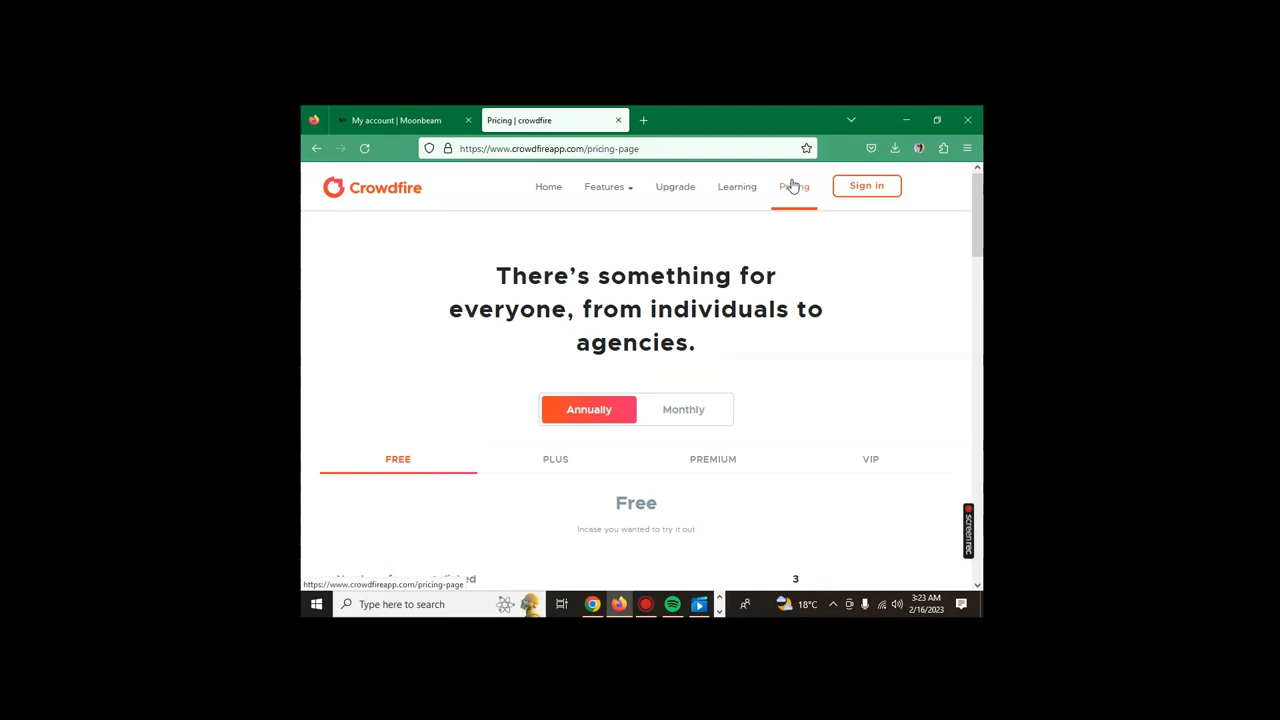 My account | Moonbeam
Pricing | crowdfire
https://www.crowdfireapp.com/pricing-page
Crowdfire
Home
Features
Upgrade
Learning
Sign in
There's something for
everyone, from individuals to
agencies.
Annually
Monthly
FREE
PLUS
PREMIUM
VIP
Free
Incase you wanted to try it out
3
screenrec
https://www.crowdfireapp.com/pricing-page
Type here to search
18°C
3:23 AM
2/16/2023